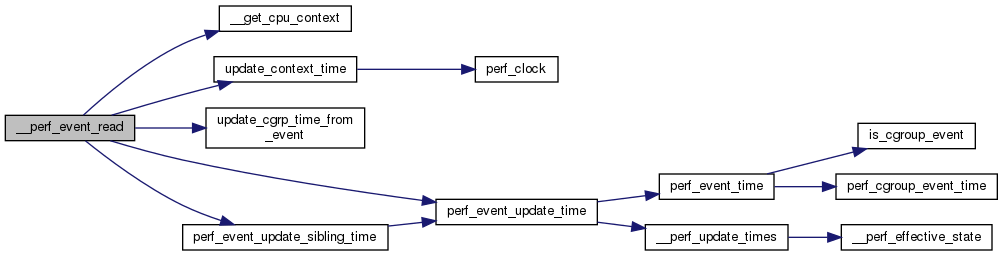 __get_cpu_context
update_context_time
perf_clock
__perf_event_read
update_cgrp_time_from
_event
is_cgroup_event
perf_event_time
perf_cgroup_event_time
perf_event_update_time
perf_event_update_sibling_time
__perf_update_times
__perf_effective_state